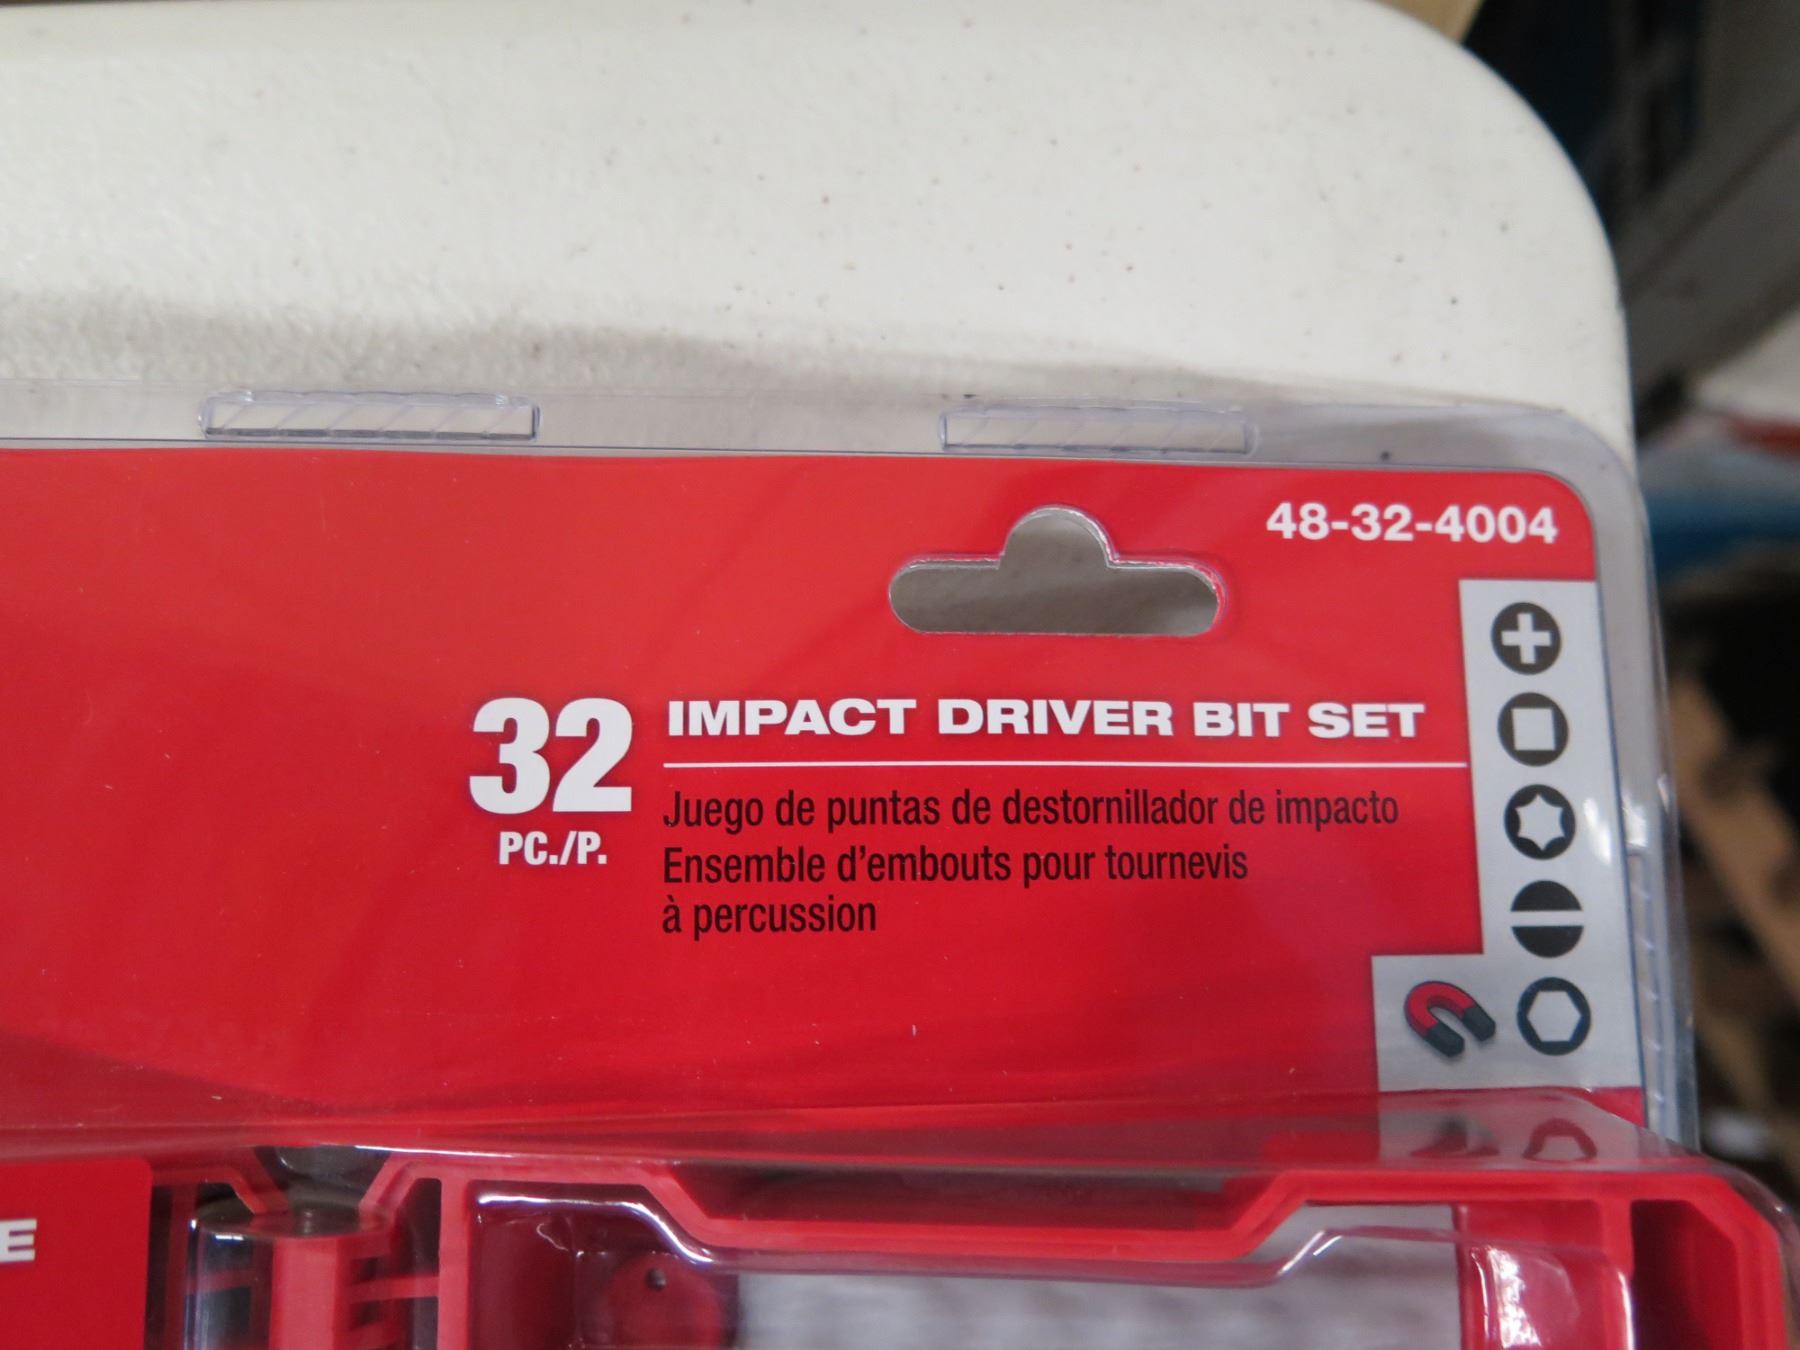 48-32-4004
32
PC./P.
IMPACT DRIVER BIT SET
Juego de puntas de destornillador de impacto
Ensemble d'embouts pour tournevis
à percussion
E